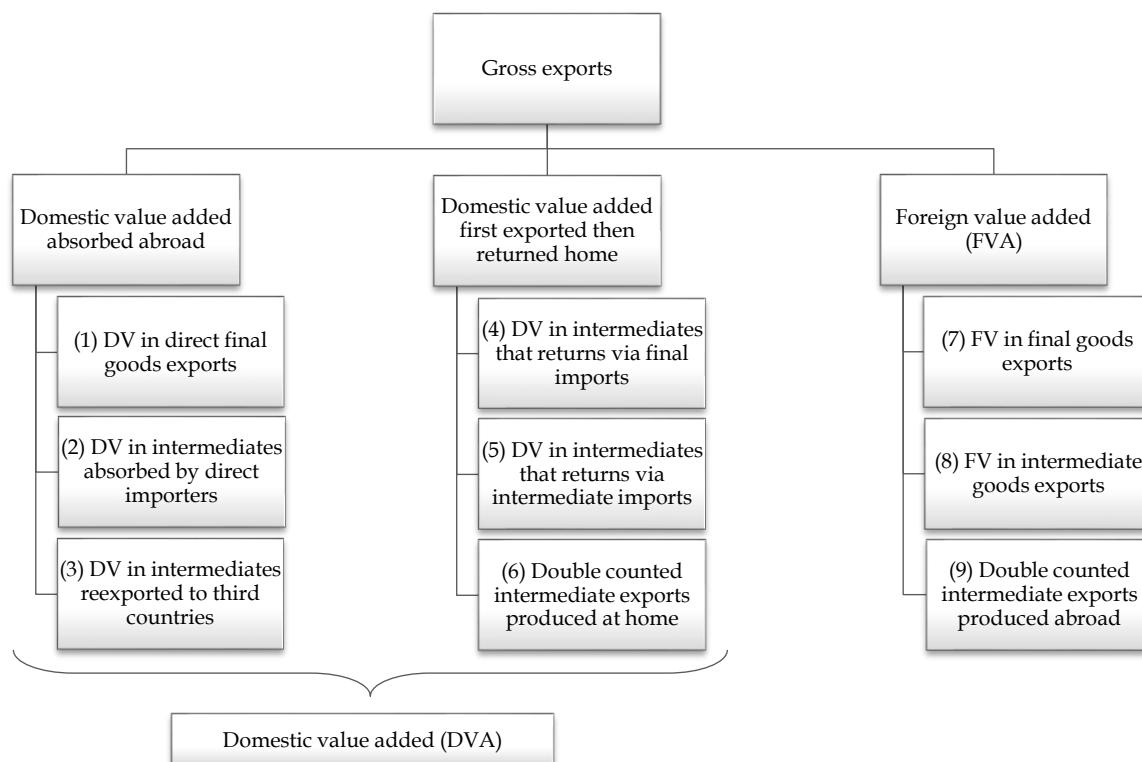 Gross exports
Domestic value added
absorbed abroad
(1) DV in direct final
goods exports
(2) DV in intermediates
absorbed by direct
importers
(3) DV in intermediates
reexported to third
countries
Domestic value added
first exported then
returned home
(4) DV in intermediates
that returns via final
imports
(5) DV in intermediates
that returns via
intermediate imports
(6) Double counted
intermediate exports
produced at home
Foreign value added
(FVA)
(7) FV in final goods
exports
(8) FV in intermediate
goods exports
(9) Double counted
intermediate exports
produced abroad
Domestic value added (DVA)